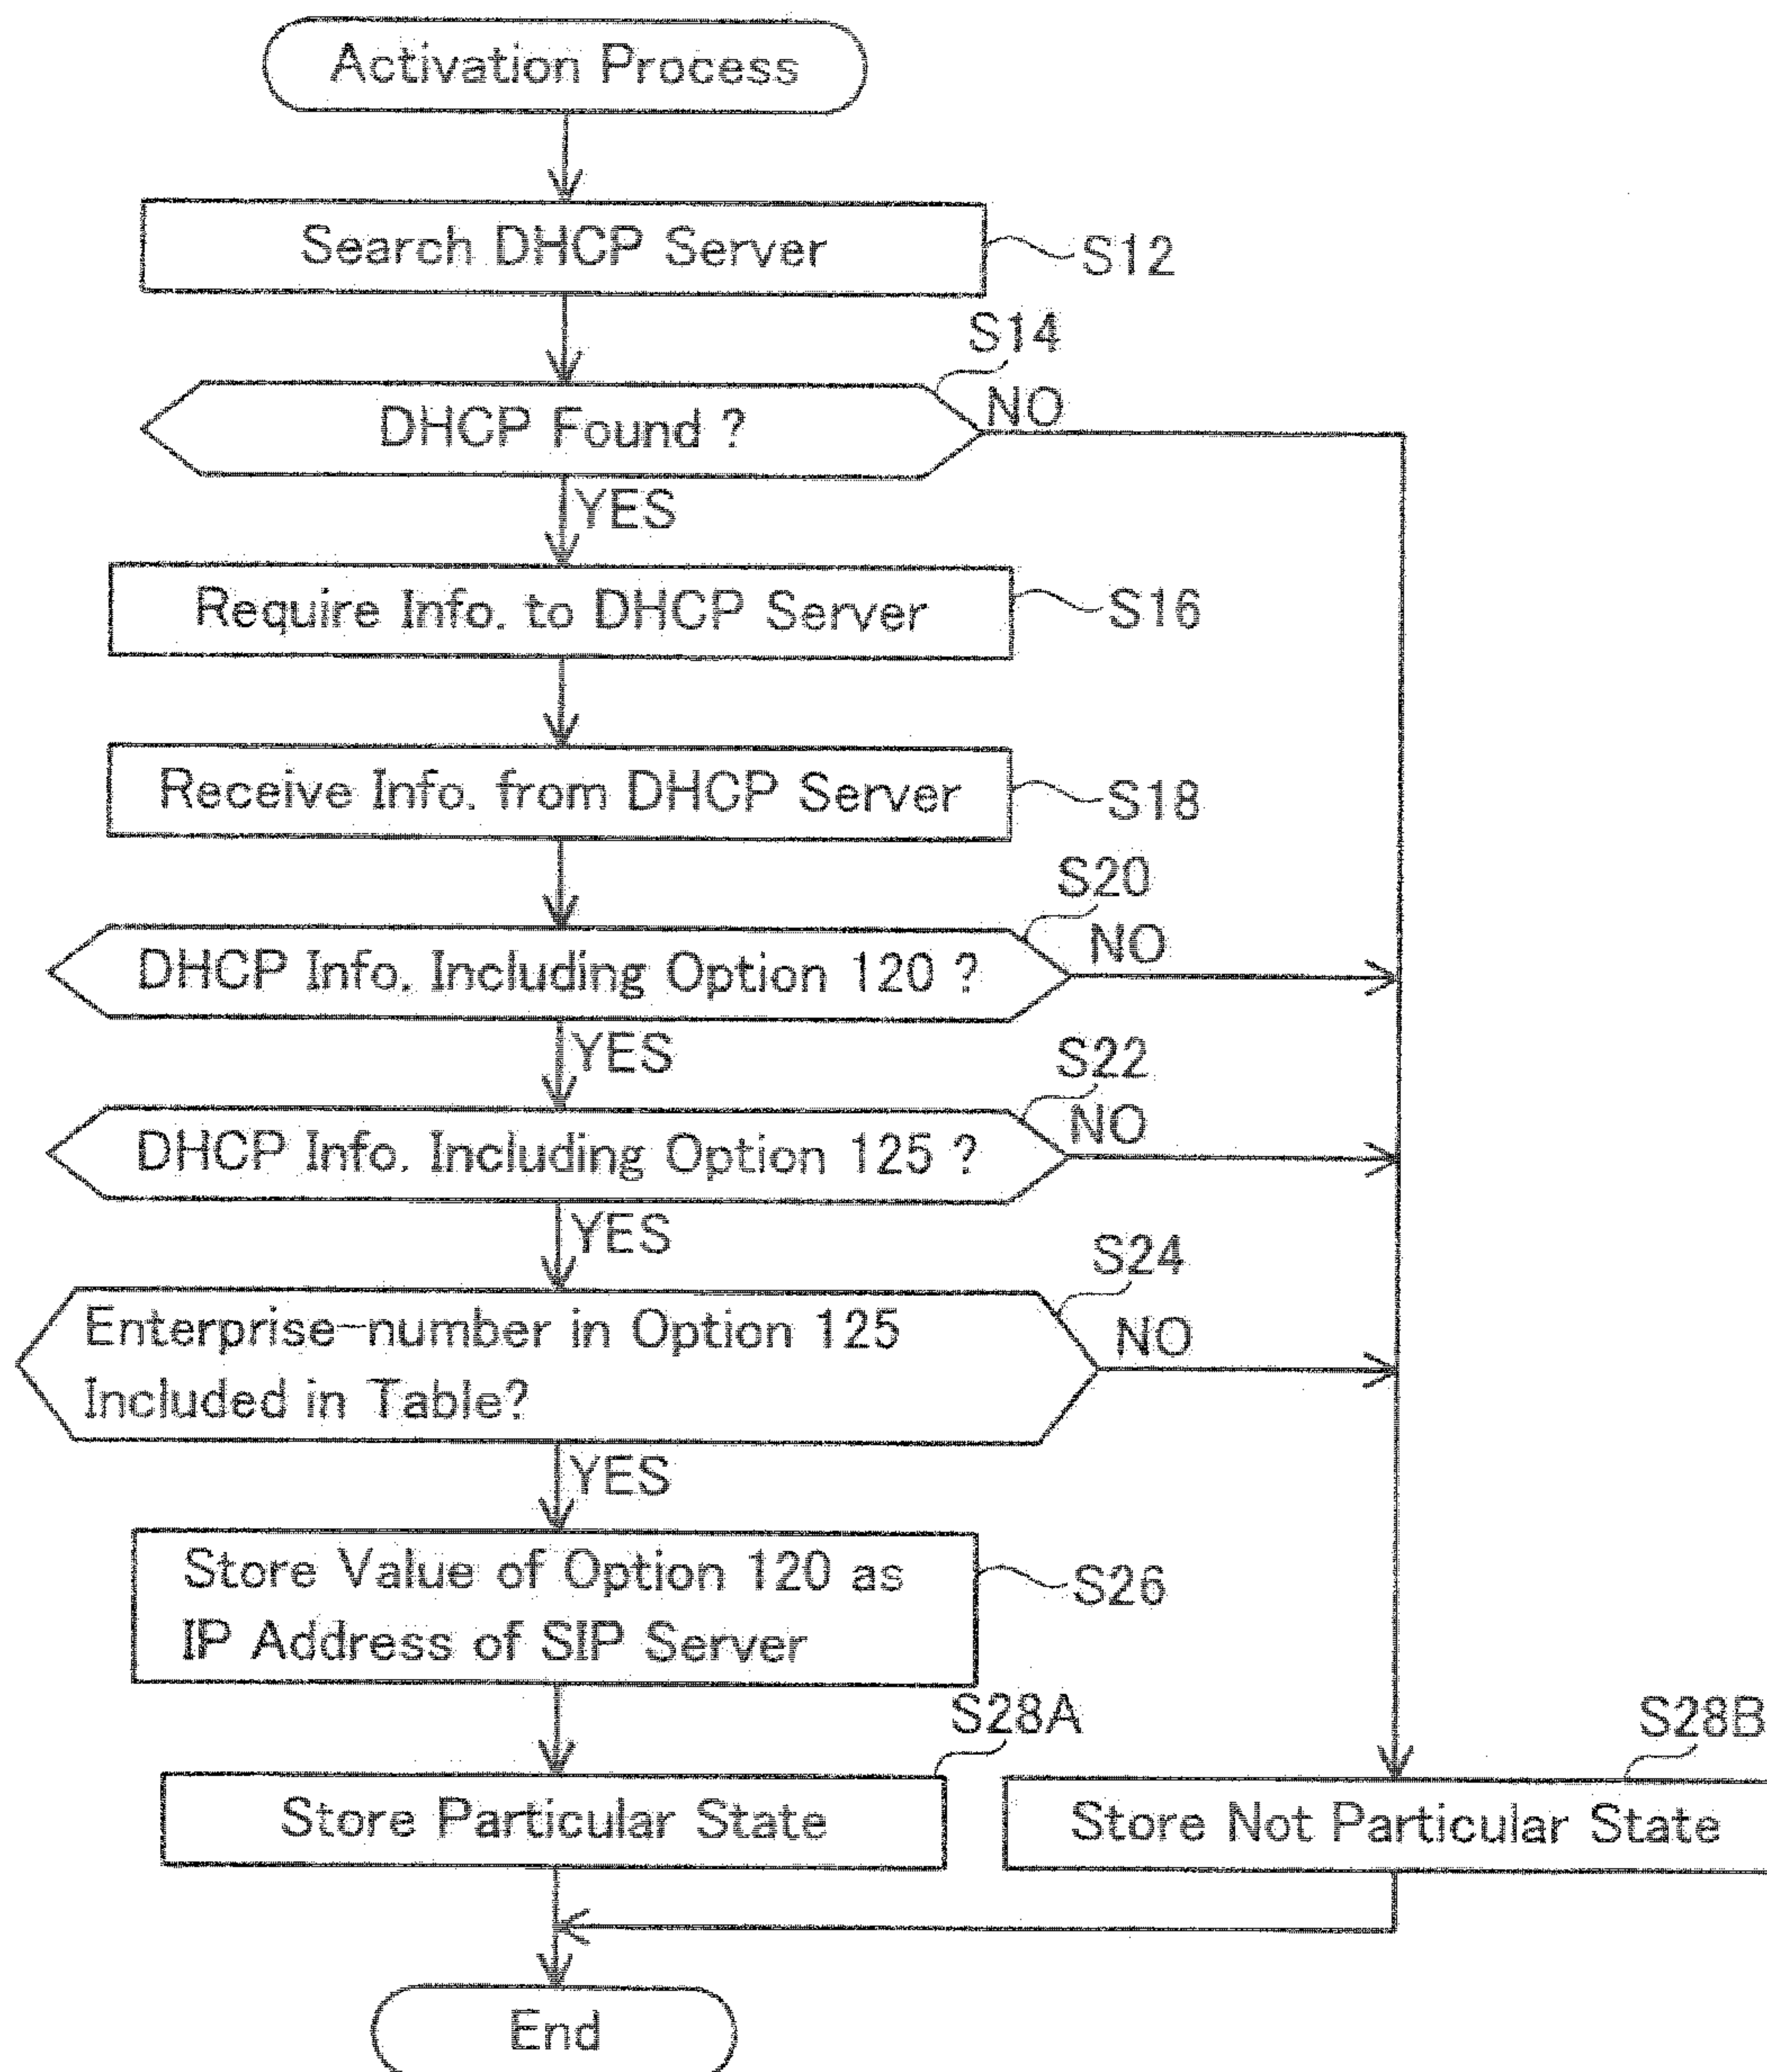 Activation Process
Search DHCP Server
S12
S14
DHCP Found ?
NO
YES
Require Info. to DHCP Server
S16
Receive Info. from DHCP Server
S18
S20
DHCP Info. Including Option 120 ?
NO
YES
S22
DHCP Info. Including Option 125 ?
NO
YES
S24
Enterprise-number in Option 125
Included in Table?
NO
YES
Store Value of Option 120 as
IP Address of SIP Server
S26
S28A
Store Particular State
S28B
Store Not Particular State
End